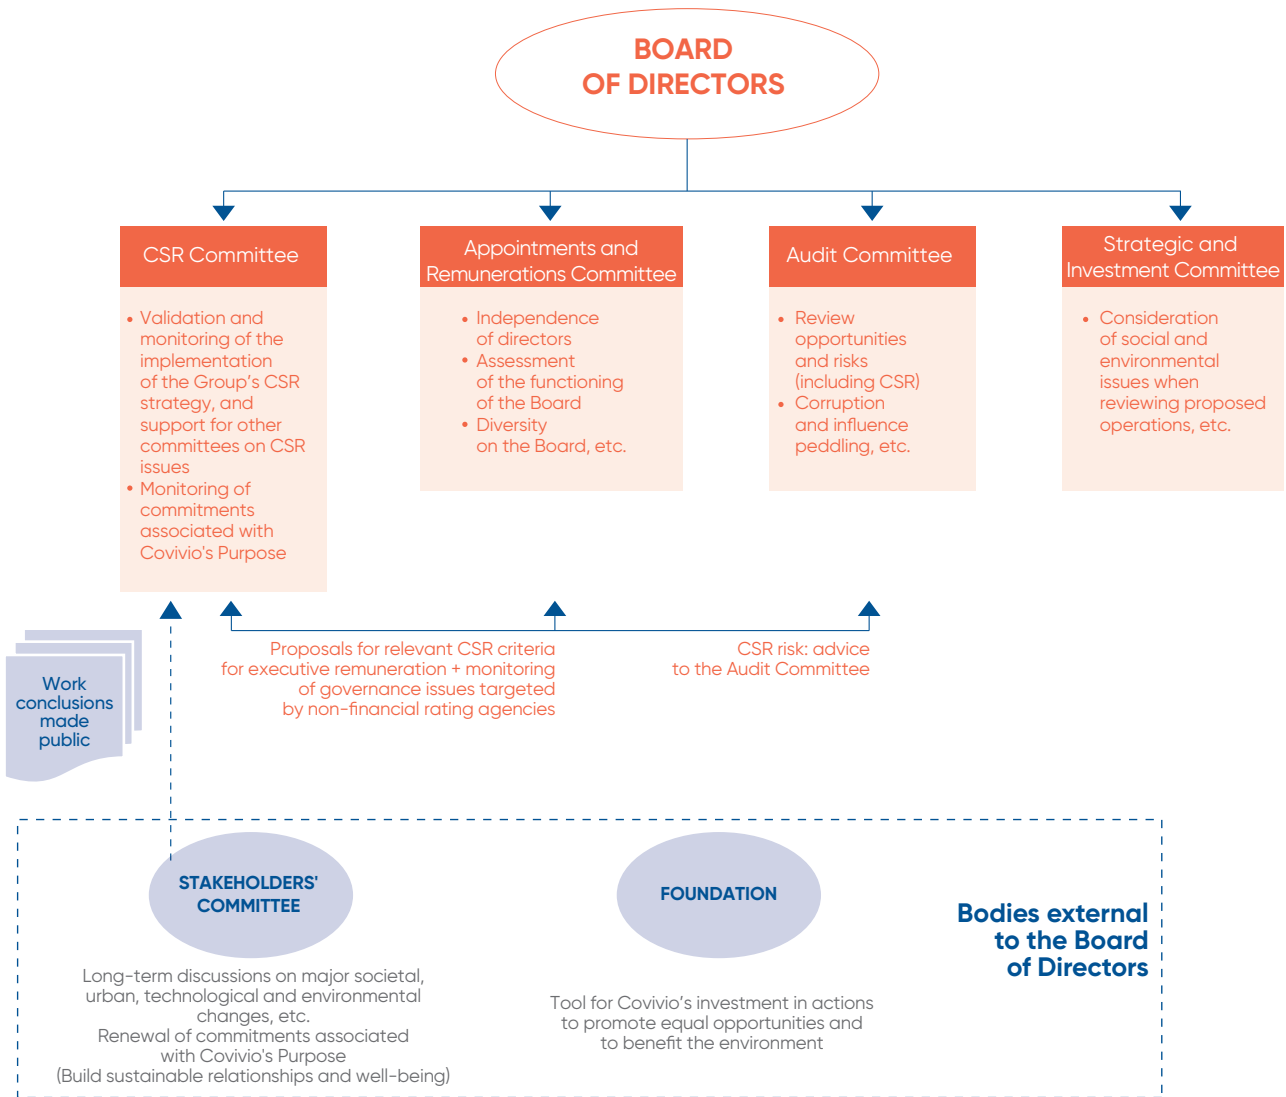 BOARD
OF DIRECTORS
CSR Committee
• Validation and
monitoring of the
implementation
of the Group’s CSR
strategy, and
support for other
committees on CSR
issues
• Monitoring of
commitments
associated with
Covivio's Purpose
Appointments and
Remunerations Committee
• Independence
of directors
• Assessment
of the functioning
of the Board
• Diversity
on the Board, etc.
Audit Committee
• Review
opportunities
and risks
(including CSR)
• Corruption
and influence
peddling, etc.
Strategic and
Investment Committee
• Consideration
of social and
environmental
issues when
reviewing proposed
operations, etc.
Work
conclusions
made
public
Proposals for relevant CSR criteria
for executive remuneration + monitoring
of governance issues targeted
by non-financial rating agencies
CSR risk: advice
to the Audit Committee
STAKEHOLDERS'
COMMITTEE
Long-term discussions on major societal,
urban, technological and environmental
changes, etc.
Renewal of commitments associated
with Covivio's Purpose
(Build sustainable relationships and well-being)
FOUNDATION
Tool for Covivio’s investment in actions
to promote equal opportunities and
to benefit the environment
Bodies external
to the Board
of Directors